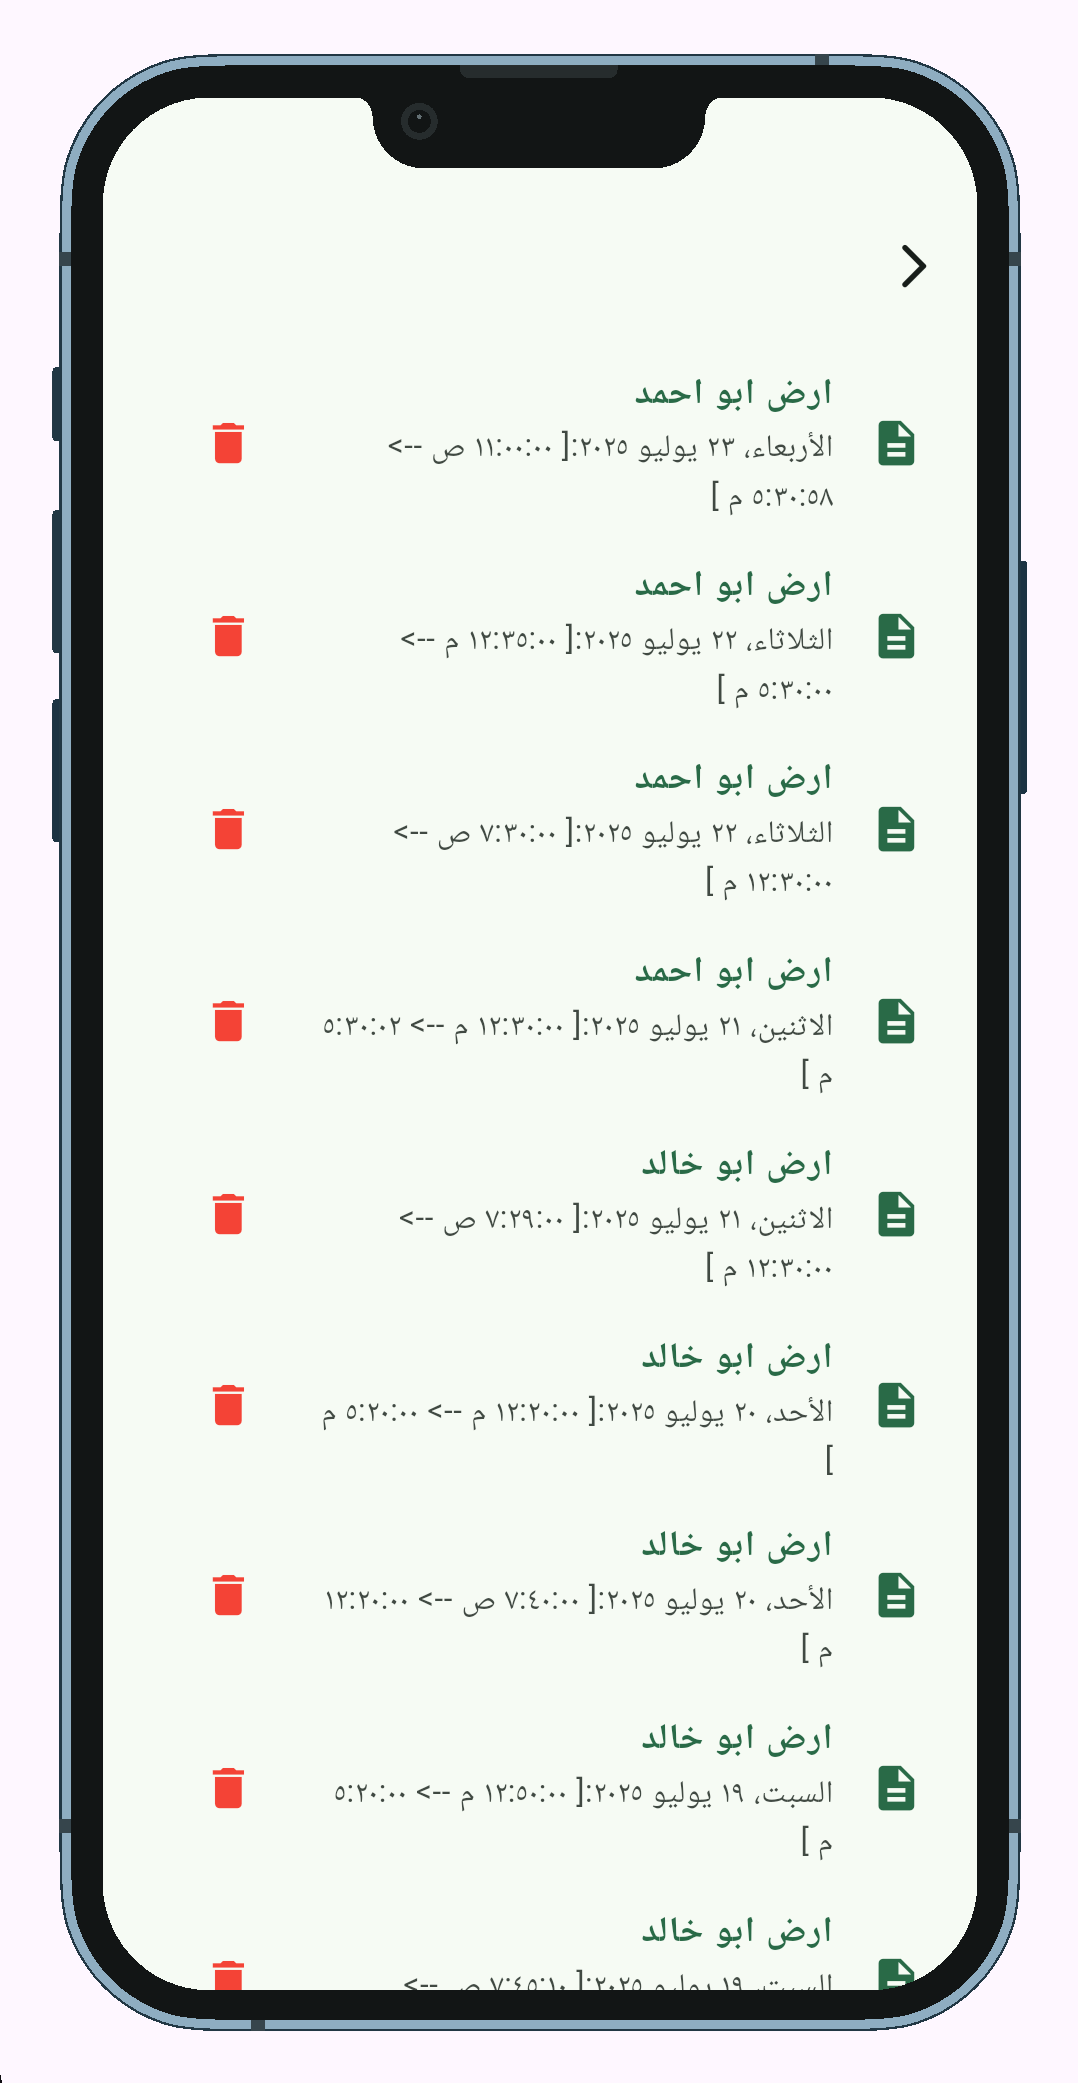 ارض ابو احمد
الأربعاء، ٢٣ يوليو ٢٠٢٥:[ ١١:٠٠:٠٠ ص -->
٥:٣٠:٥٨ م ]
ارض ابو احمد
الثلاثاء، ٢٢ يوليو ٢٠٢٥:[ ١٢:٣٥:٠٠ م -->
٥:٣٠:٠٠ م ]
ارض ابو احمد
الثلاثاء، ٢٢ يوليو ٢٠٢٥:[ ٧:٣٠:٠٠ ص -->
١٢:٣٠:٠٠ م ]
ارض ابو احمد
الاثنين، ٢١ يوليو ٢٠٢٥:[ ١٢:٣٠:٠٠ م --> ٥:٣٠:٠٢
م ]
ارض ابو خالد
الاثنين، ٢١ يوليو ٢٠٢٥:[ ٧:٢٩:٠٠ ص -->
١٢:٣٠:٠٠ م ]
ارض ابو خالد
الأحد، ٢٠ يوليو ٢٠٢٥:[ ١٢:٢٠:٠٠ م --> ٥:٢٠:٠٠ م
]
ارض ابو خالد
الأحد، ٢٠ يوليو ٢٠٢٥:[ ٧:٤٠:٠٠ ص --> ١٢:٢٠:٠٠
م ]
ارض ابو خالد
السبت، ١٩ يوليو ٢٠٢٥:[ ١٢:٥٠:٠٠ م --> ٥:٢٠:٠٠
م ]
ارض ابو خالد
السبت، ١٩ يوليو ٢٠٢٥:[ ٧:٤٥:١٠ ص -->